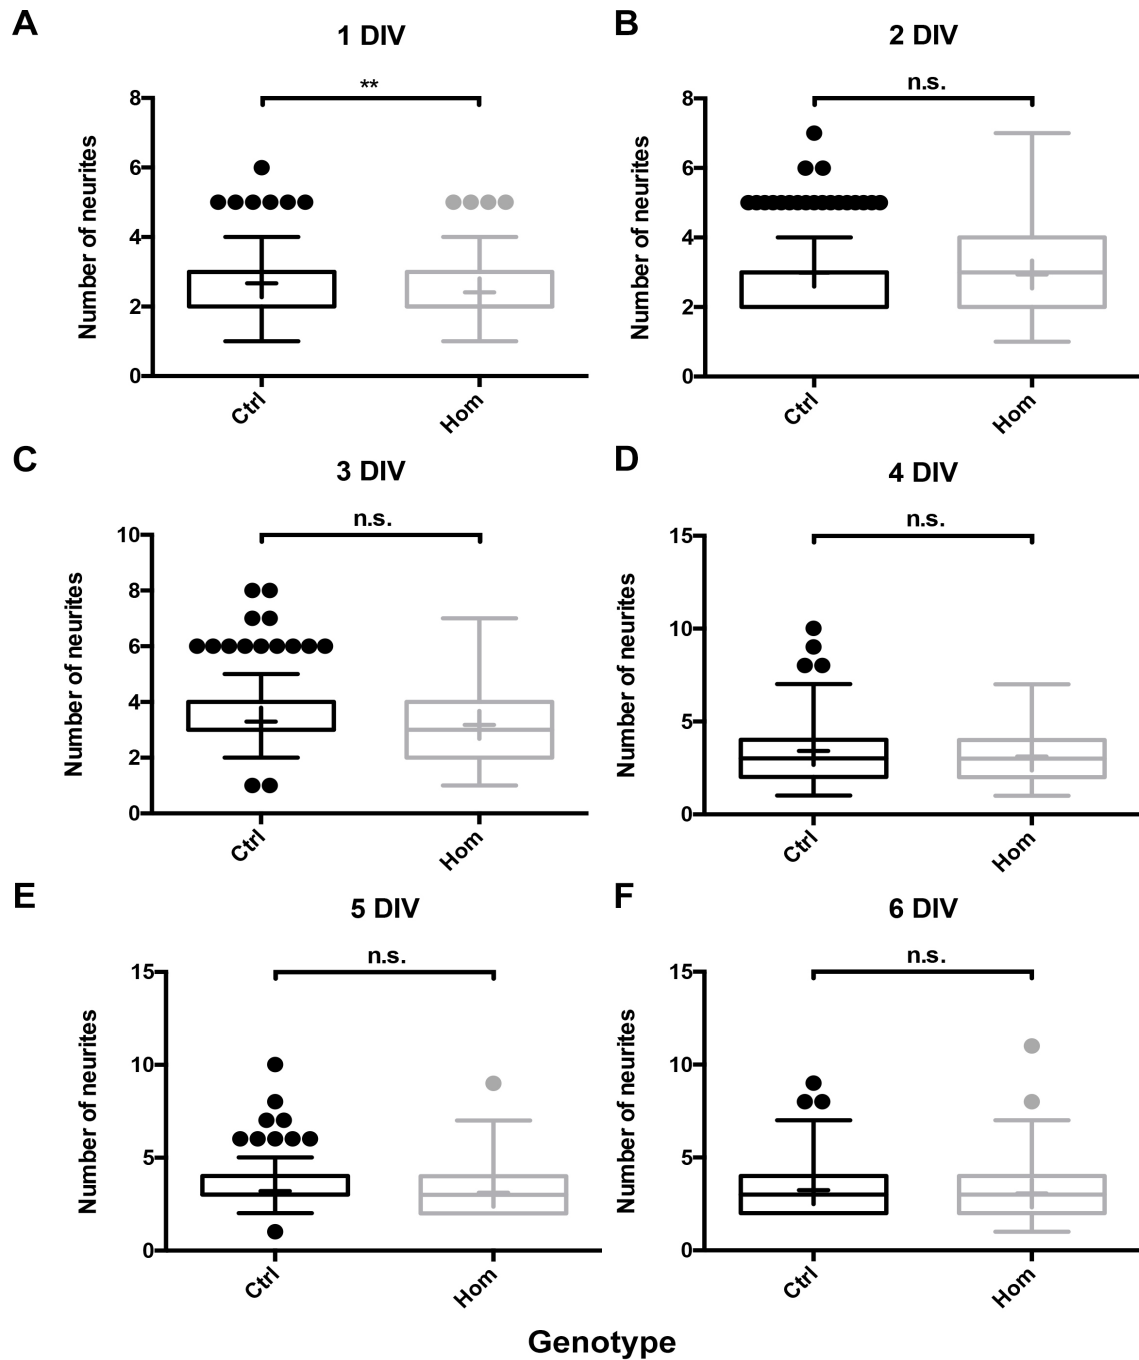 A
1 DIV
**
Number of neurites
8
6
4
2
0
Ctrl
Hom
B
2 DIV
n.s.
Number of neurites
8
6
4
2
0
Ctrl
Hom
C
3 DIV
n.s.
Number of neurites
10
8
6
4
2
0
Ctrl
Hom
D
4 DIV
n.s.
Number of neurites
15
10
5
0
Ctrl
Hom
E
5 DIV
n.s.
Number of neurites
15
10
5
0
Ctrl
Hom
F
6 DIV
n.s.
Number of neurites
15
10
5
0
Ctrl
Hom
Genotype